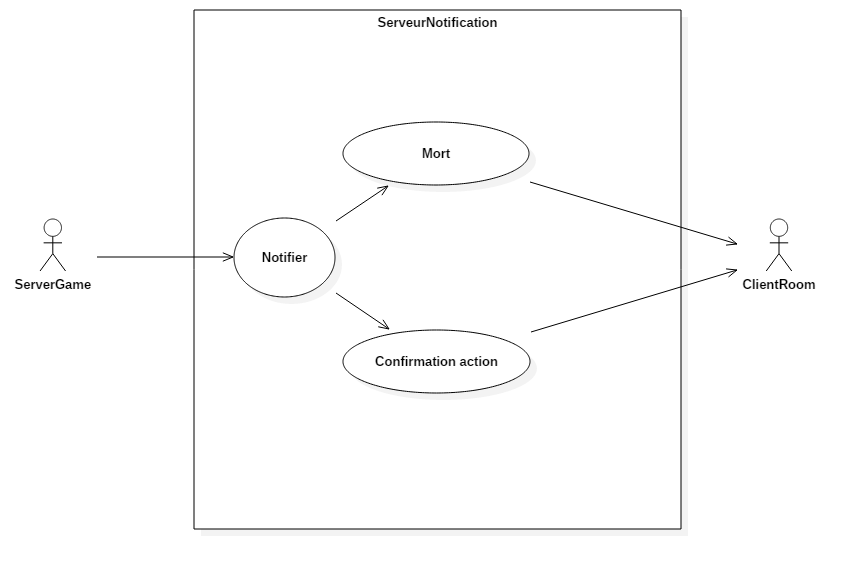 ServeurNotification
Mort
Notifier
ServerGame
ClientRoom
Confirmation action